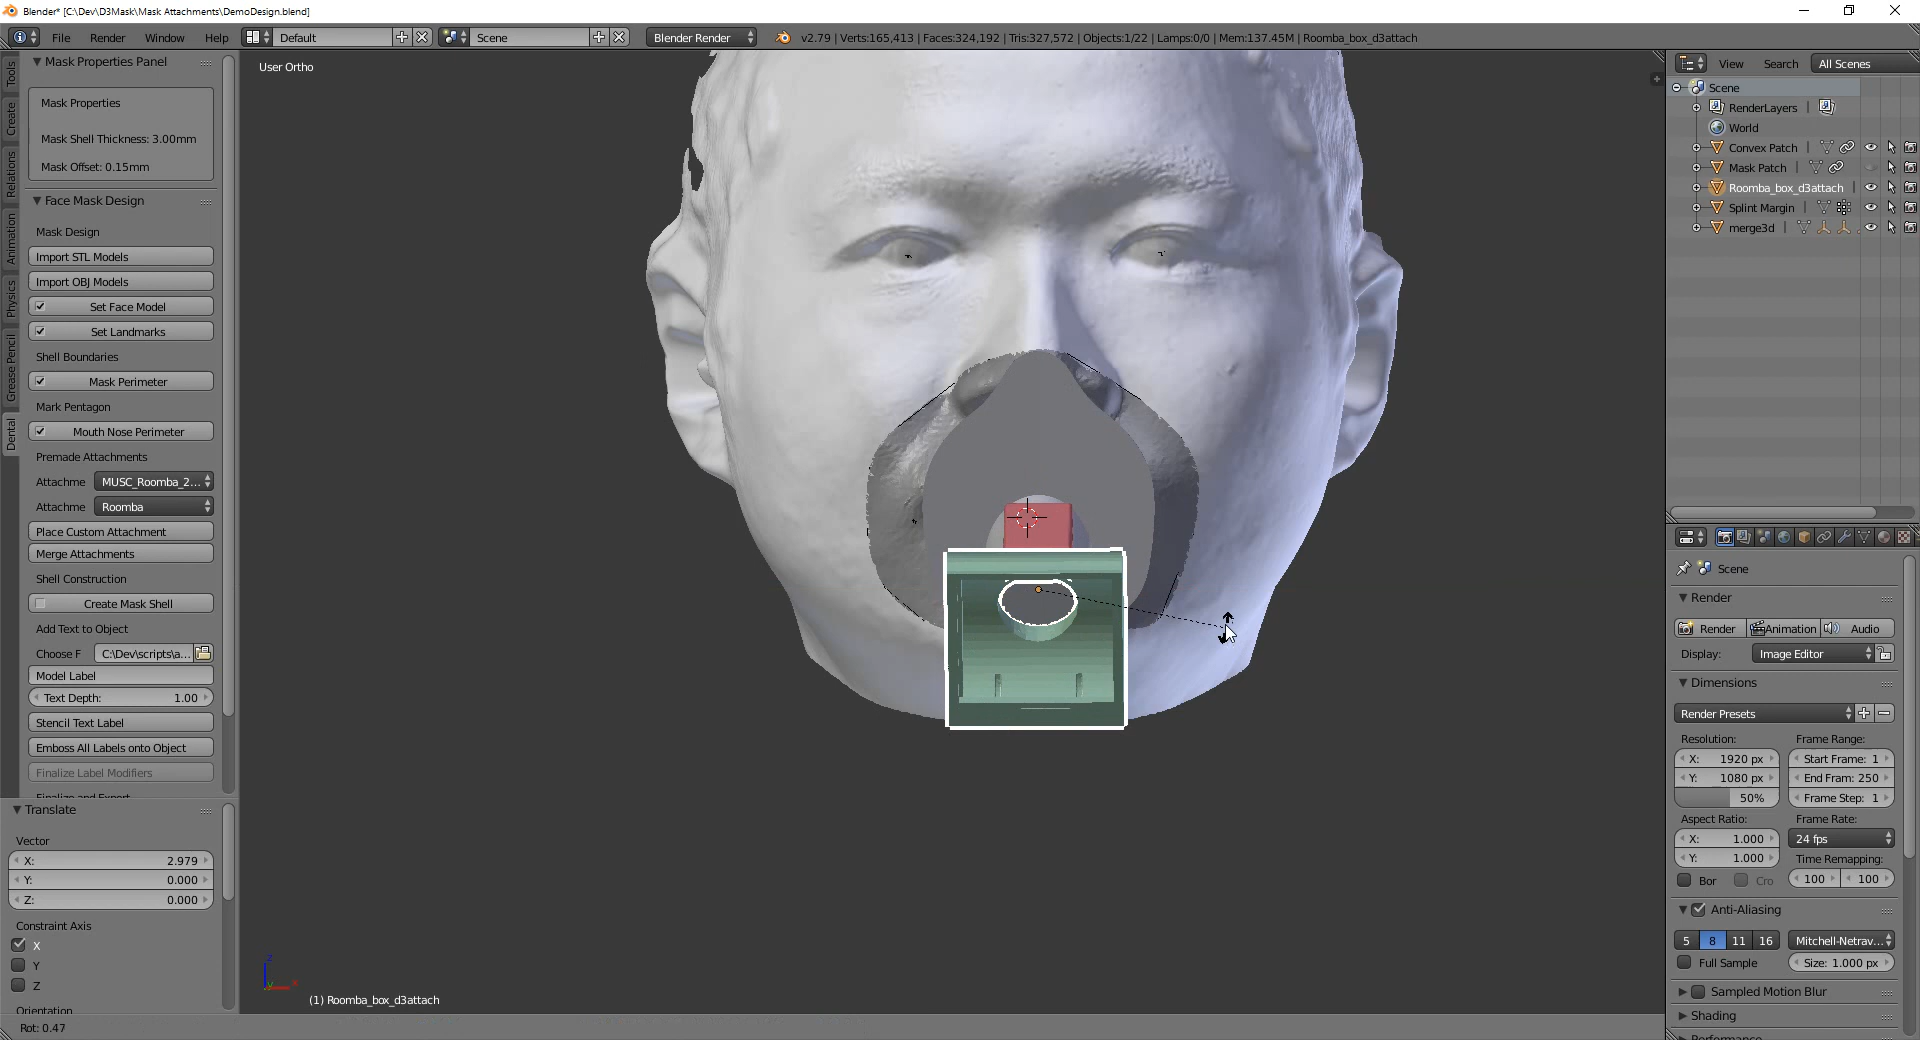 Blender* [C:\Dev\D3Mask\Mask Attachments\DemoDesign.blend]
File Render Window Help Default Scene Blender Render v2.79 | Verts:165,413 | Faces:324,192 | Tris:327,572 | Objects:1/22 | Lamps:0/0 | Mem:137.45M | Roomba_box_d3attach
Tools
Create
Relations
Animation
Physics
Grease Pencil
Dental
Mask Properties Panel
Mask Properties
Mask Shell Thickness: 3.00mm
Mask Offset: 0.15mm
Face Mask Design
Mask Design
Import STL Models
Import OBJ Models
Set Face Model
Set Landmarks
Shell Boundaries
Mask Perimeter
Mark Pentagon
Mouth Nose Perimeter
Premade Attachments
Attachme MUSC_Roomba_2...
Attachme Roomba
Place Custom Attachment
Merge Attachments
Shell Construction
Create Mask Shell
Add Text to Object
Choose F C:\Dev\scripts\a...
Model Label
Text Depth: 1.00
Stencil Text Label
Emboss All Labels onto Object
Finalize Label Modifiers
Finalize and Export
Translate
Vector
X: 2.979
Y: 0.000
Z: 0.000
Constraint Axis
X
Y
Z
Orientation
Rot: 0.47
User Ortho
z
y x
(1) Roomba_box_d3attach
View Search All Scenes
Scene
RenderLayers
World
Convex Patch
Mask Patch
Roomba_box_d3attach
Splint Margin
merge3d
Scene
Render
Render Animation Audio
Display: Image Editor
Dimensions
Render Presets
Resolution: Frame Range:
X: 1920 px Start Frame: 1
Y: 1080 px End Fram: 250
50% Frame Step: 1
Aspect Ratio: Frame Rate:
X: 1.000 24 fps
Y: 1.000 Time Remapping:
Bor Cro 100 100
Anti-Aliasing
5 8 11 16 Mitchell-Netrav...
Full Sample Size: 1.000 px
Sampled Motion Blur
Shading
Performance